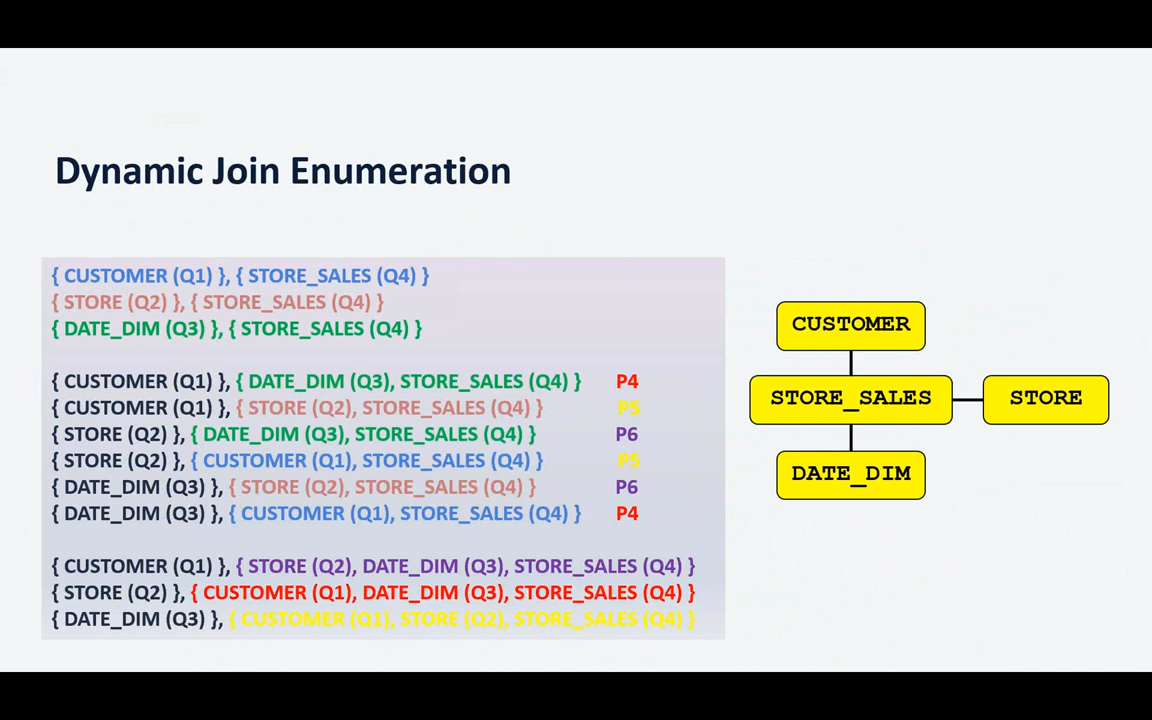 Dynamic Join Enumeration
{ CUSTOMER (Q1) }, { STORE_SALES (Q4) }
{ STORE (Q2) }, { STORE_SALES (Q4) }
{ DATE_DIM (Q3) }, { STORE_SALES (Q4) }
{ CUSTOMER (Q1) }, { DATE_DIM (Q3), STORE_SALES (Q4) } P4
{ CUSTOMER (Q1) }, { STORE (Q2), STORE_SALES (Q4) } P5
{ STORE (Q2) }, { DATE_DIM (Q3), STORE_SALES (Q4) } P6
{ STORE (Q2) }, { CUSTOMER (Q1), STORE_SALES (Q4) } P5
{ DATE_DIM (Q3) }, { STORE (Q2), STORE_SALES (Q4) } P6
{ DATE_DIM (Q3) }, { CUSTOMER (Q1), STORE_SALES (Q4) } P4
{ CUSTOMER (Q1) }, { STORE (Q2), DATE_DIM (Q3), STORE_SALES (Q4) }
{ STORE (Q2) }, { CUSTOMER (Q1), DATE_DIM (Q3), STORE_SALES (Q4) }
{ DATE_DIM (Q3) }, { CUSTOMER (Q1), STORE (Q2), STORE_SALES (Q4) }
CUSTOMER
STORE_SALES
STORE
DATE_DIM